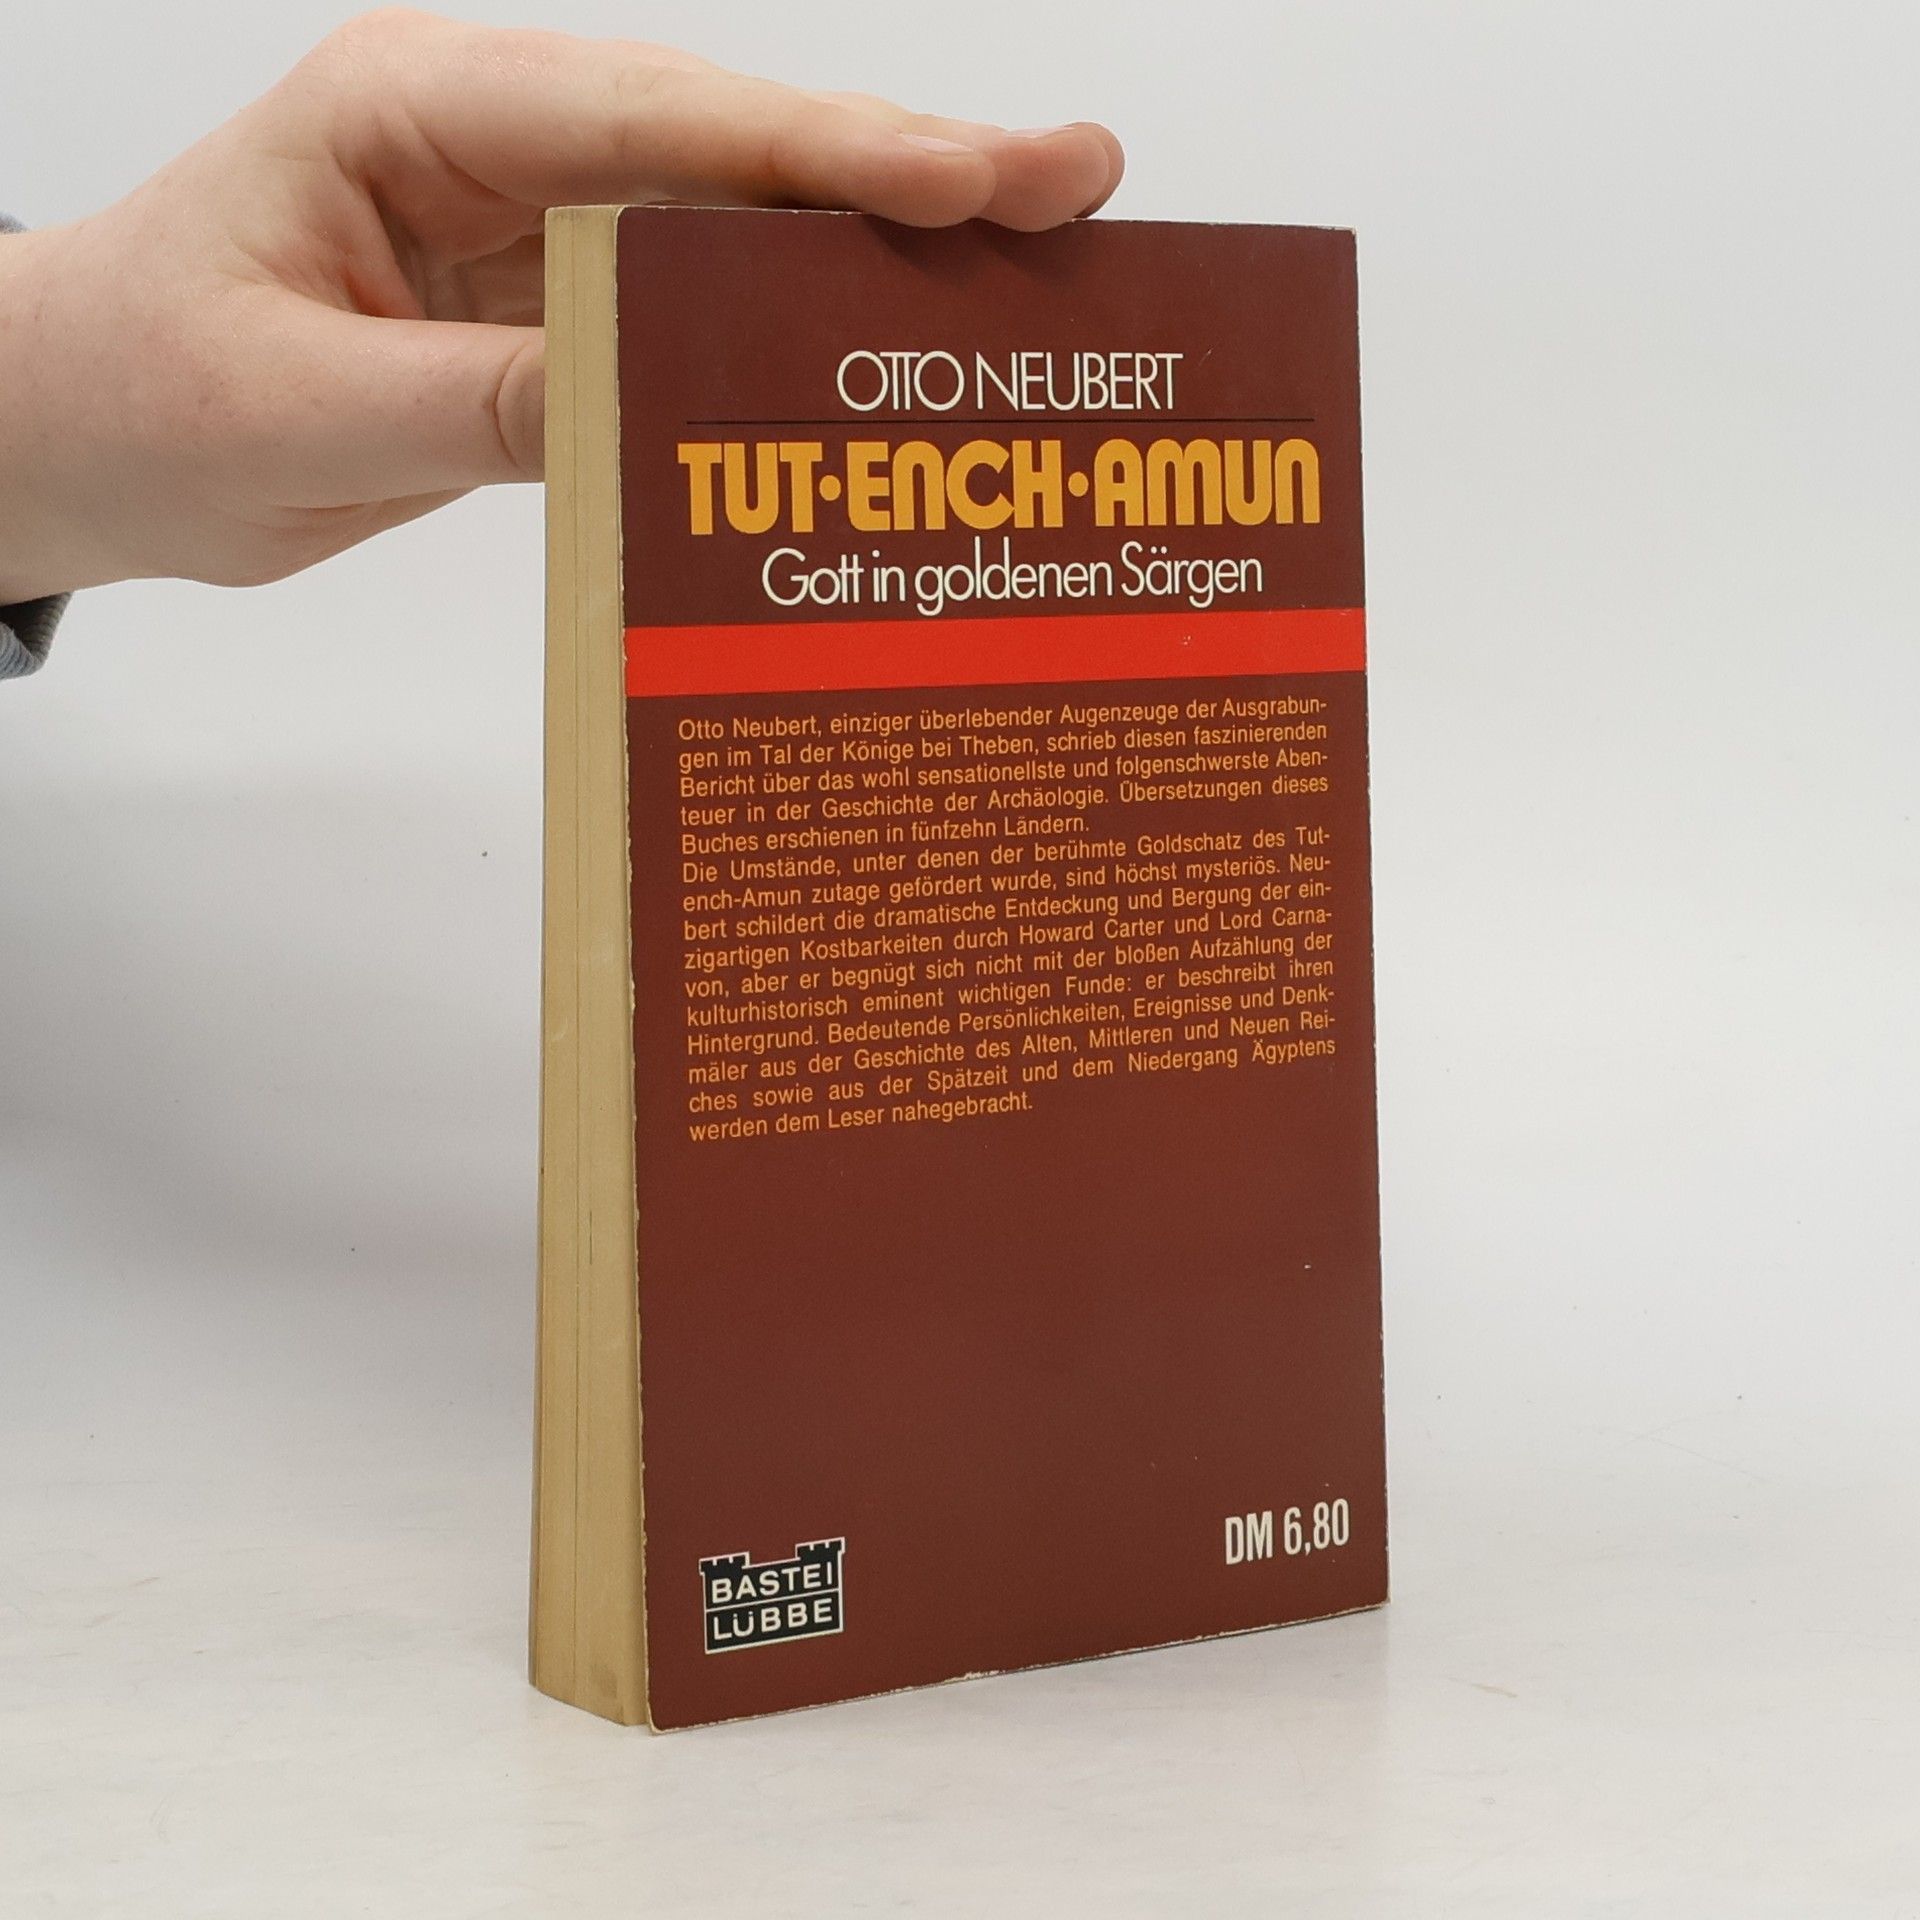 OTTO NEUBERT
TUT·ENCH·AMUN
Gott in goldenen Särgen
Otto Neubert, einziger überlebender Augenzeuge der Ausgrabun-
gen im Tal der Könige bei Theben, schrieb diesen faszinierenden
Bericht über das wohl sensationellste und folgenschwerste Aben-
teuer in der Geschichte der Archäologie. Übersetzungen dieses
Buches erschienen in fünfzehn Ländern.
Die Umstände, unter denen der berühmte Goldschatz des Tut-
ench-Amun zutage gefördert wurde, sind höchst mysteriös. Neu-
bert schildert die dramatische Entdeckung und Bergung der ein-
zigartigen Kostbarkeiten durch Howard Carter und Lord Carna-
von, aber er begnügt sich nicht mit der bloßen Aufzählung der
kulturhistorisch eminent wichtigen Funde: er beschreibt ihren
Hintergrund. Bedeutende Persönlichkeiten, Ereignisse und Denk-
mäler aus der Geschichte des Alten, Mittleren und Neuen Rei-
ches sowie aus der Spätzeit und dem Niedergang Ägyptens
werden dem Leser nahegebracht.
DM 6,80
BASTEI
LÜBBE